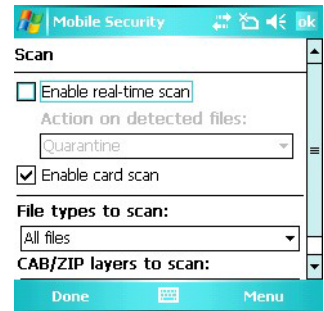 Mobile Security ok
Scan
Enable real-time scan
Action on detected files:
Quarantine
Enable card scan
File types to scan:
All files
CAB/ZIP layers to scan:
Done Menu